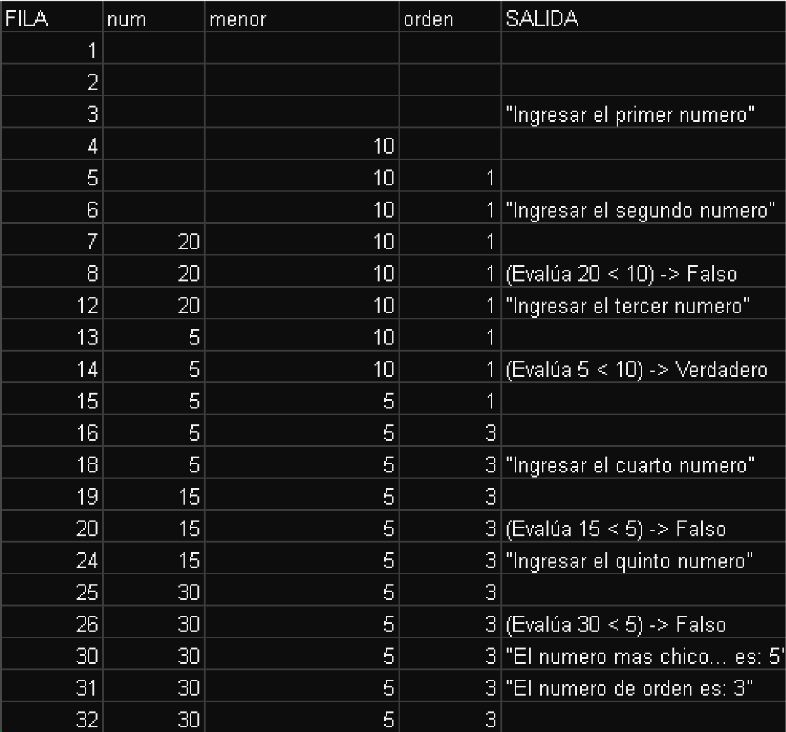 FILA num menor orden SALIDA
1
2
3 "Ingresar el primer numero"
4 10
5 10 1
6 10 1 "Ingresar el segundo numero"
7 20 10 1
8 20 10 1 (Evalúa 20 < 10) -> Falso
12 20 10 1 "Ingresar el tercer numero"
13 5 10 1
14 5 10 1 (Evalúa 5 < 10) -> Verdadero
15 5 5 1
16 5 5 3
18 5 5 3 "Ingresar el cuarto numero"
19 15 5 3
20 15 5 3 (Evalúa 15 < 5) -> Falso
24 15 5 3 "Ingresar el quinto numero"
25 30 5 3
26 30 5 3 (Evalúa 30 < 5) -> Falso
30 30 5 3 "El numero mas chico... es: 5"
31 30 5 3 "El numero de orden es: 3"
32 30 5 3